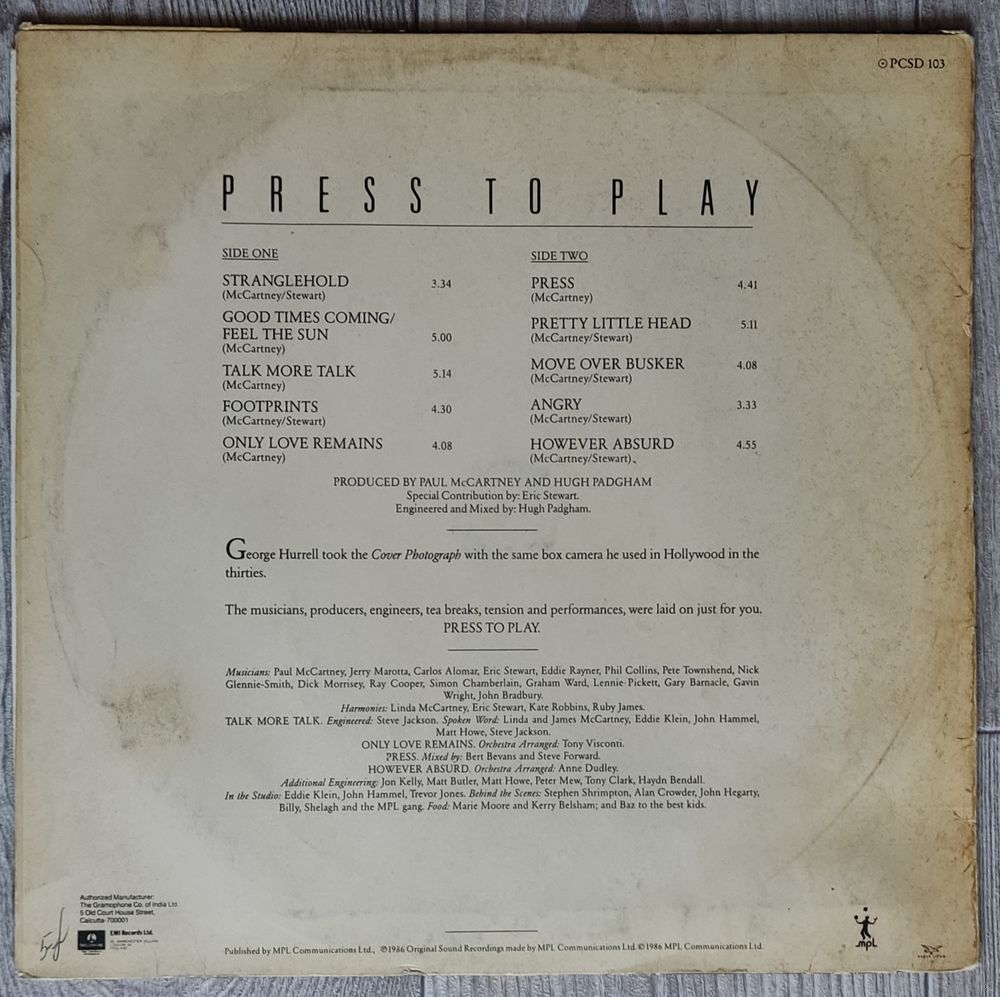 ⊙ PCSD 103
PRESS TO PLAY
SIDE ONE
STRANGLEHOLD 3.34
(McCartney/Stewart)
GOOD TIMES COMING/
FEEL THE SUN 5.00
(McCartney)
TALK MORE TALK 5.14
(McCartney)
FOOTPRINTS 4.30
(McCartney/Stewart)
ONLY LOVE REMAINS 4.08
(McCartney)
SIDE TWO
PRESS 4.41
(McCartney)
PRETTY LITTLE HEAD 5.11
(McCartney/Stewart)
MOVE OVER BUSKER 4.08
(McCartney/Stewart)
ANGRY 3.33
(McCartney/Stewart)
HOWEVER ABSURD 4.55
(McCartney/Stewart)
PRODUCED BY PAUL McCARTNEY AND HUGH PADGHAM
Special Contribution by: Eric Stewart.
Engineered and Mixed by: Hugh Padgham.
George Hurrell took the Cover Photograph with the same box camera he used in Hollywood in the
thirties.
The musicians, producers, engineers, tea breaks, tension and performances, were laid on just for you.
PRESS TO PLAY.
Musicians: Paul McCartney, Jerry Marotta, Carlos Alomar, Eric Stewart, Eddie Rayner, Phil Collins, Pete Townshend, Nick
Glennie-Smith, Dick Morrisey, Ray Cooper, Simon Chamberlain, Graham Ward, Lennie Pickett, Gary Barnacle, Gavin
Wright, John Bradbury.
Harmonies: Linda McCartney, Eric Stewart, Kate Robbins, Ruby James.
TALK MORE TALK. Engineered: Steve Jackson. Spoken Word: Linda and James McCartney, Eddie Klein, John Hammel,
Matt Howe, Steve Jackson.
ONLY LOVE REMAINS. Orchestra Arranged: Tony Visconti.
PRESS. Mixed by: Bert Bevans and Steve Forward.
HOWEVER ABSURD. Orchestra Arranged: Anne Dudley.
Additional Engineering: Jon Kelly, Matt Butler, Matt Howe, Peter Mew, Tony Clark, Haydn Bendall.
In the Studio: Eddie Klein, John Hammel, Trevor Jones. Behind the Scenes: Stephen Shrimpton, Alan Crowder, John Hegarty,
Billy, Shelagh and the MPL gang. Food: Marie Moore and Kerry Belsham; and Baz to the best kids.
Authorized Manufacturer:
The Gramophone Co. of India Ltd.
5 Old Court House Street,
Calcutta-700001
EMI Records Ltd.
PARLOPHONE
mpl
Published by MPL Communications Ltd., ℗1986 Original Sound Recordings made by MPL Communications Ltd. © 1986 MPL Communications Ltd.